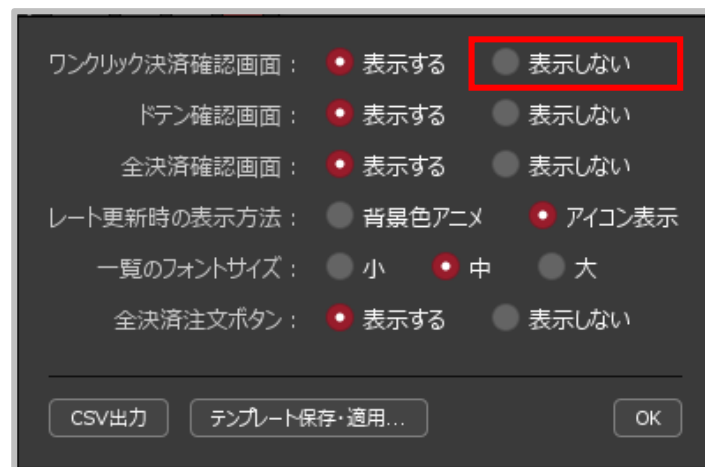 ワンクリック決済確認画面： 表示する 表示しない
ドテン確認画面： 表示する 表示しない
全決済確認画面： 表示する 表示しない
レート更新時の表示方法： 背景色アニメ アイコン表示
一覧のフォントサイズ： 小 中 大
全決済注文ボタン： 表示する 表示しない
CSV出力 テンプレート保存・適用... OK